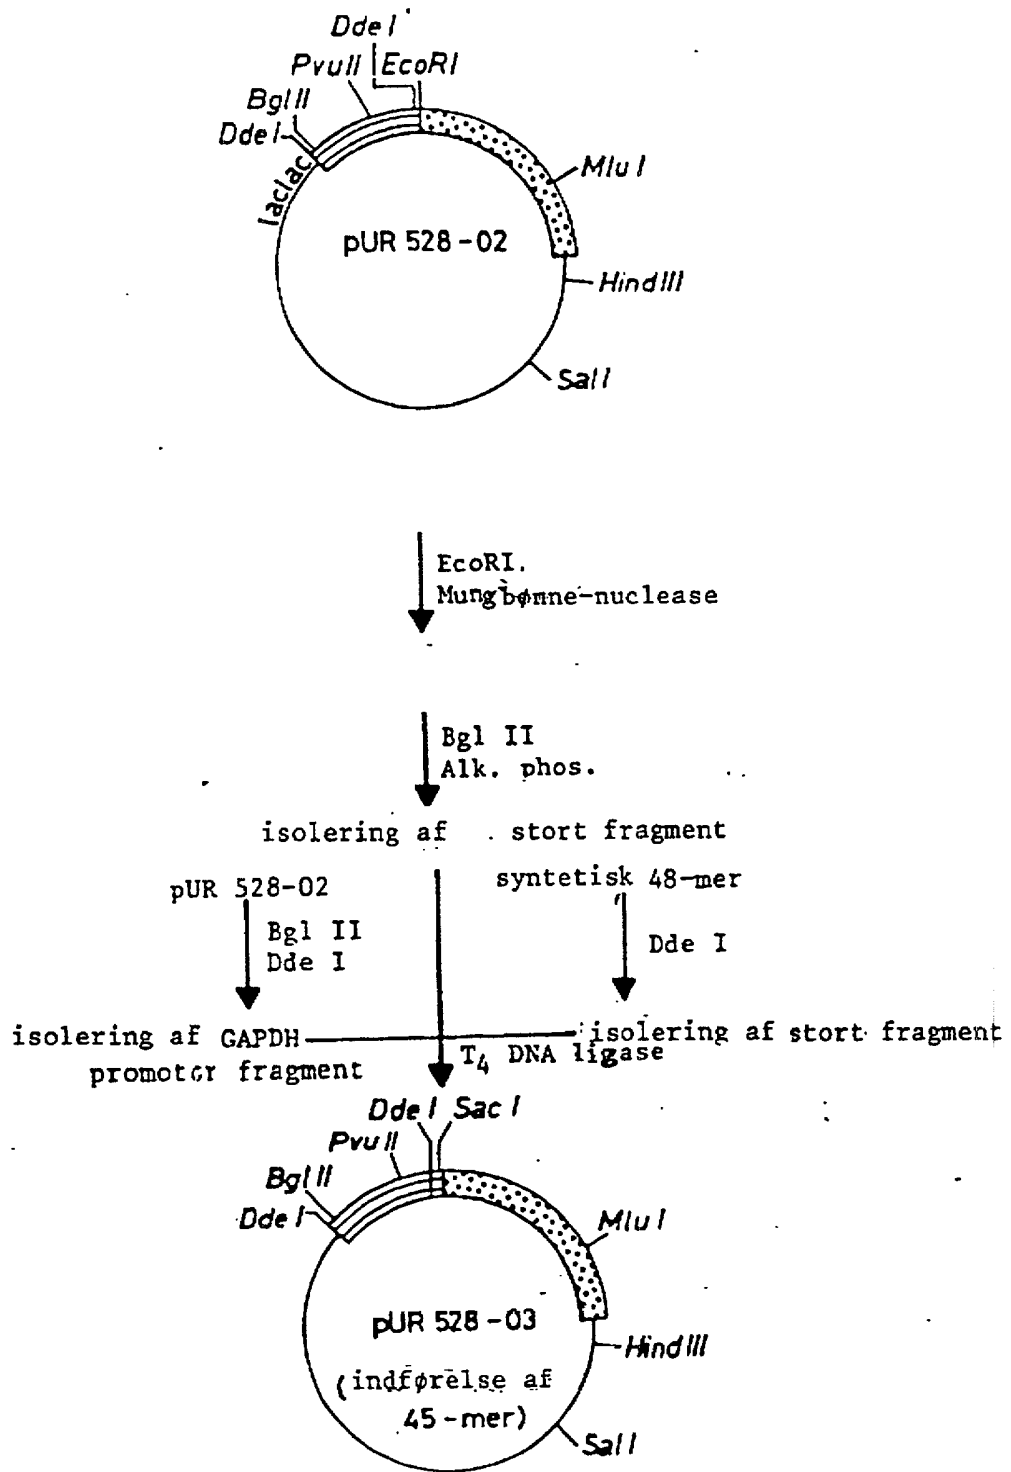 Dde I
PvuII EcoRI
Bgl II
Dde I
laclac
Mlu I
pUR 528-02
Hind III
Sal I
EcoRI.
Mungbønne-nuclease
Bgl II
Alk. phos.
isolering af stort fragment
pUR 528-02
syntetisk 48-mer
Bgl II
Dde I
Dde I
isolering af GAPDH
promotor fragment
isolering af stort fragment
T4 DNA ligase
Dde I Sac I
Pvu II
Bgl II
Dde I
Mlu I
pUR 528-03
Hind III
(indførelse af
45-mer)
Sal I